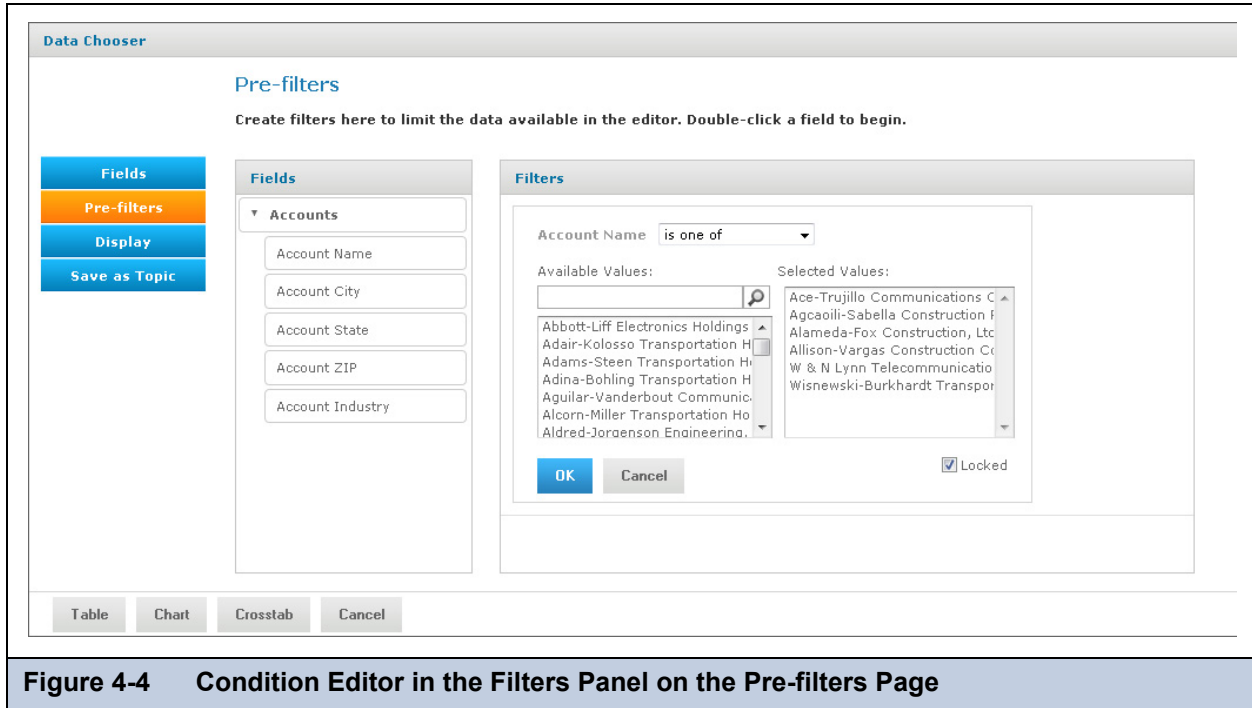 Data Chooser
Pre-filters
Create filters here to limit the data available in the editor. Double-click a field to begin.
Fields
Pre-filters
Display
Save as Topic
Fields
Accounts
Account Name
Account City
Account State
Account ZIP
Account Industry
Filters
Account Name is one of
Available Values:
Abbott-Liff Electronics Holdings
Adair-Kolosso Transportation H
Adams-Steen Transportation H
Adina-Bohling Transportation H
Aguilar-Vanderbout Communic
Alcorn-Miller Transportation Ho
Aldred-Jorgenson Engineering,
Selected Values:
Ace-Trujillo Communications C
Agcaoili-Sabella Construction
Alameda-Fox Construction, Ltd
Allison-Vargas Construction Co
W & N Lynn Telecommunicatio
Wisnewski-Burkhardt Transpor
OK Cancel
Locked
Table Chart Crosstab Cancel
Figure 4-4 Condition Editor in the Filters Panel on the Pre-filters Page